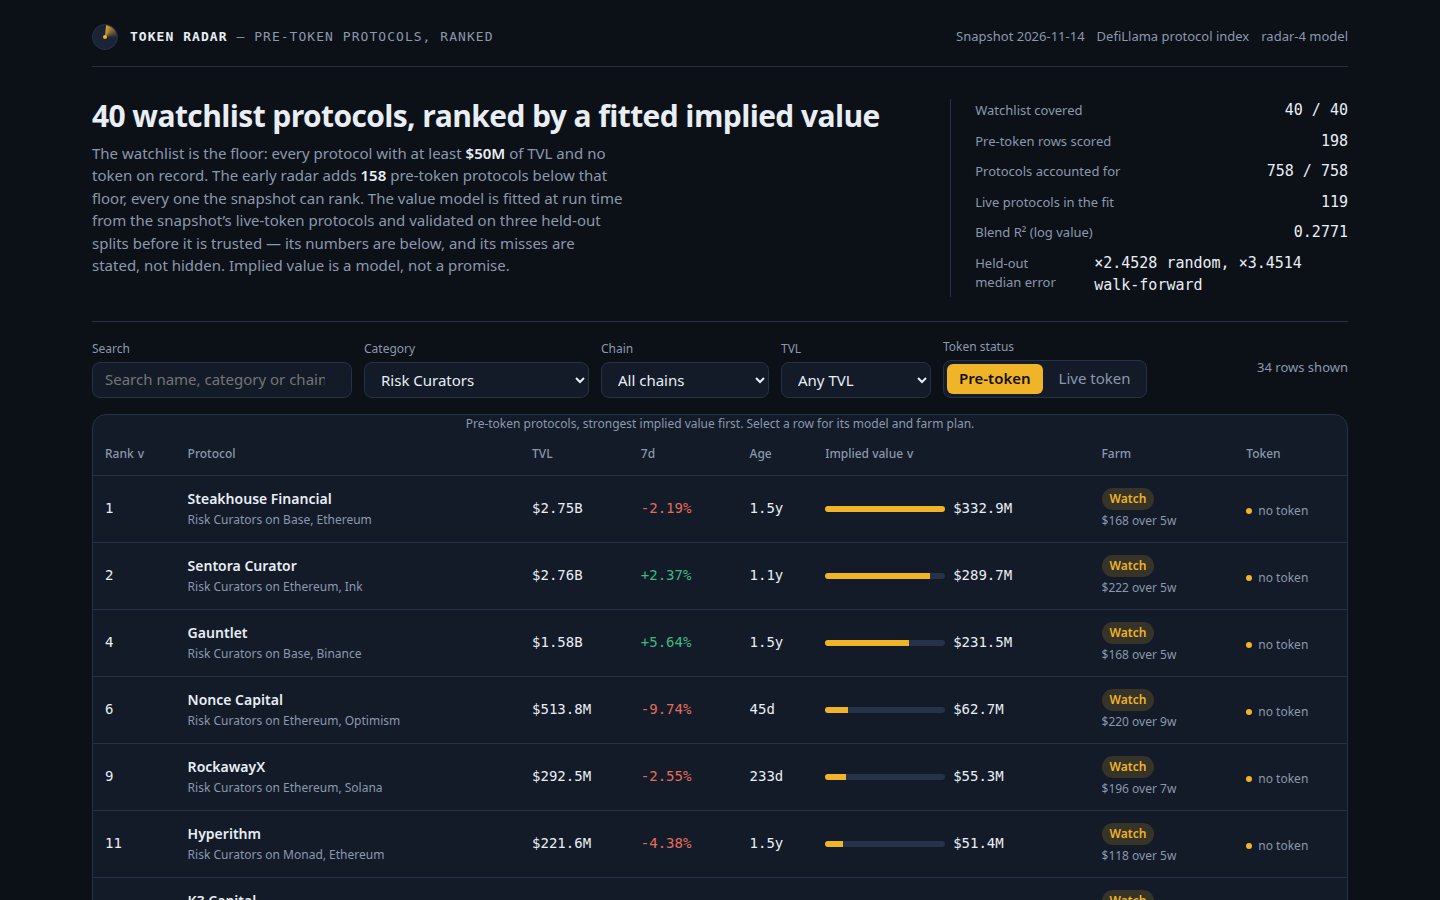 TOKEN RADAR — PRE-TOKEN PROTOCOLS, RANKED
Snapshot 2026-11-14 DefiLlama protocol index radar-4 model
40 watchlist protocols, ranked by a fitted implied value
The watchlist is the floor: every protocol with at least $50M of TVL and no
token on record. The early radar adds 158 pre-token protocols below that
floor, every one the snapshot can rank. The value model is fitted at run time
from the snapshot's live-token protocols and validated on three held-out
splits before it is trusted — its numbers are below, and its misses are
stated, not hidden. Implied value is a model, not a promise.
Watchlist covered 40 / 40
Pre-token rows scored 198
Protocols accounted for 758 / 758
Live protocols in the fit 119
Blend R² (log value) 0.2771
Held-out median error ×2.4528 random, ×3.4514 walk-forward
Search
Category
Chain
TVL
Token status
Search name, category or chain
Risk Curators
All chains
Any TVL
Pre-token
Live token
34 rows shown
Pre-token protocols, strongest implied value first. Select a row for its model and farm plan.
Rank v Protocol TVL 7d Age Implied value v Farm Token
1 Steakhouse Financial $2.75B -2.19% 1.5y $332.9M Watch no token
Risk Curators on Base, Ethereum $168 over 5w
2 Sentora Curator $2.76B +2.37% 1.1y $289.7M Watch no token
Risk Curators on Ethereum, Ink $222 over 5w
4 Gauntlet $1.58B +5.64% 1.5y $231.5M Watch no token
Risk Curators on Base, Binance $168 over 5w
6 Nonce Capital $513.8M -9.74% 45d $62.7M Watch no token
Risk Curators on Ethereum, Optimism $220 over 9w
9 RockawayX $292.5M -2.55% 233d $55.3M Watch no token
Risk Curators on Ethereum, Solana $196 over 7w
11 Hyperithm $221.6M -4.38% 1.5y $51.4M Watch no token
Risk Curators on Monad, Ethereum $118 over 5w
K3 Capital Watch